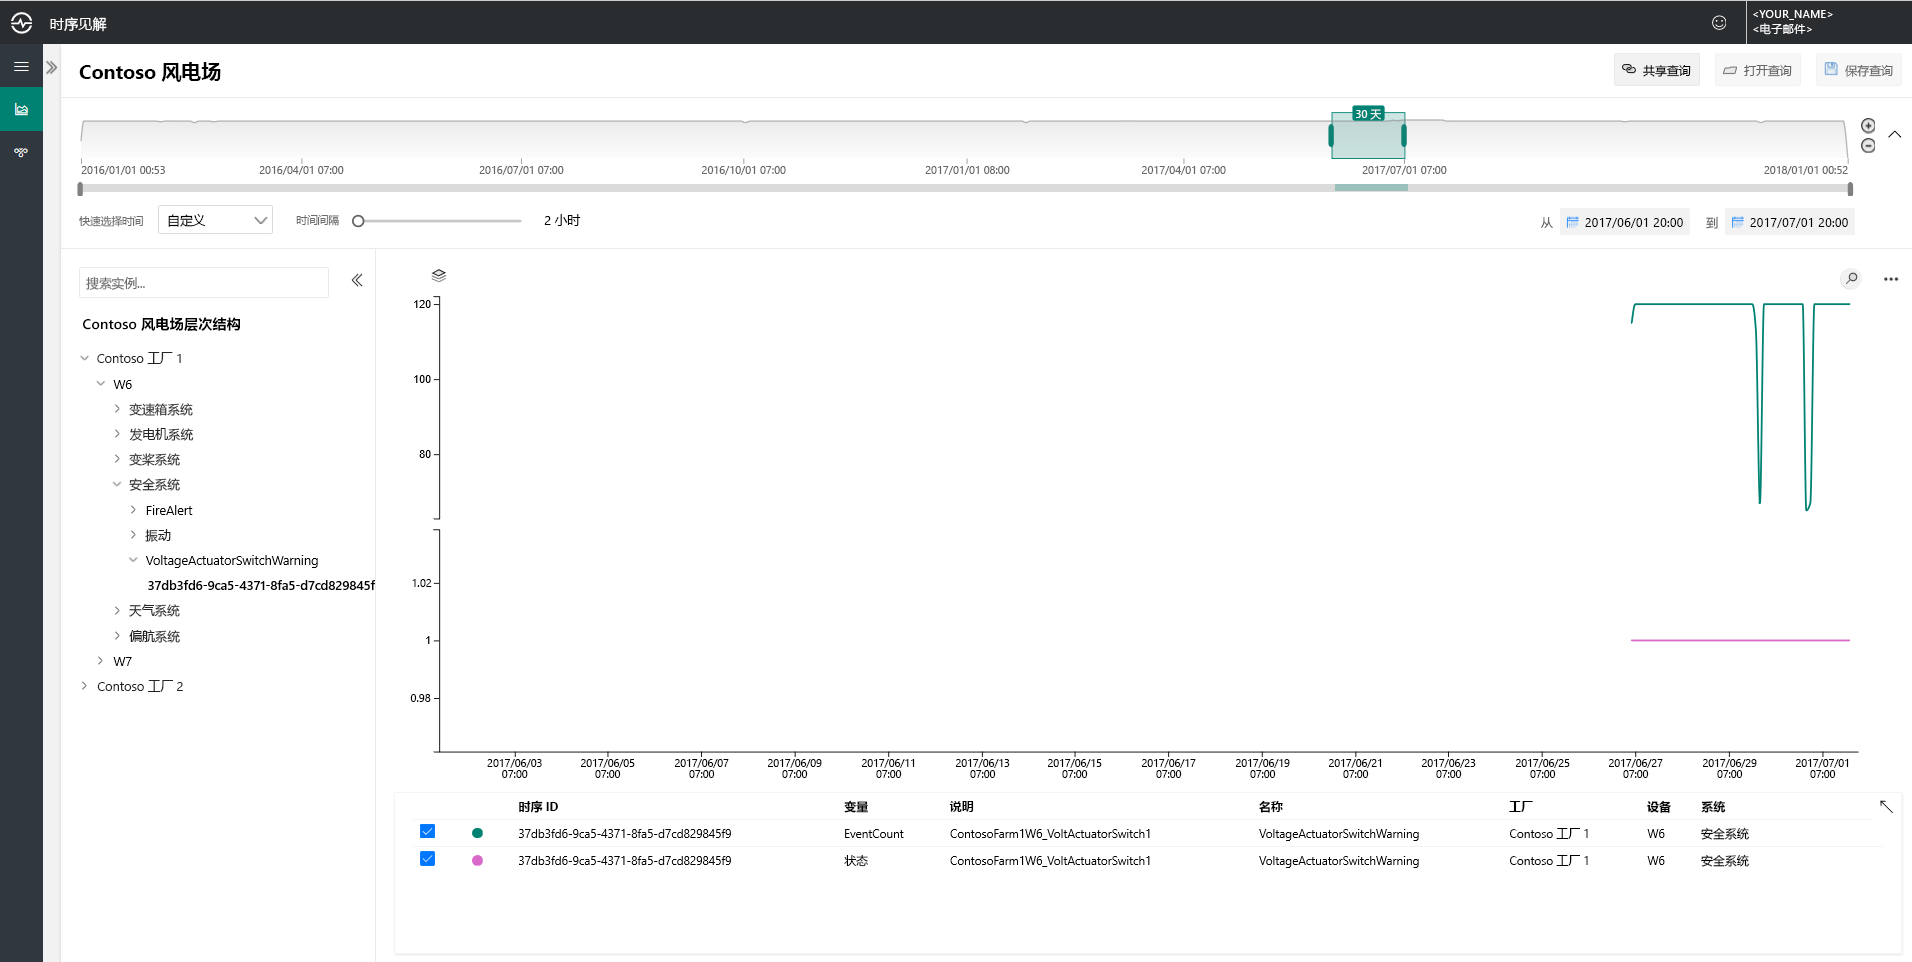 时序见解
<YOUR_NAME>
<电子邮件>
Contoso 风电场
共享查询
打开查询
保存查询
30 天
2016/01/01 00:53
2016/04/01 07:00
2016/07/01 07:00
2016/10/01 07:00
2017/01/01 08:00
2017/04/01 07:00
2017/07/01 07:00
2018/01/01 00:52
快速选择时间
自定义
时间间隔
2 小时
从
2017/06/01 20:00
到
2017/07/01 20:00
搜索实例...
Contoso 风电场层次结构
Contoso 工厂 1
W6
变速箱系统
发电机系统
变桨系统
安全系统
FireAlert
振动
VoltageActuatorSwitchWarning
37db3fd6-9ca5-4371-8fa5-d7cd829845f
天气系统
偏航系统
W7
Contoso 工厂 2
120
100
80
1.02
1
0.98
2017/06/03
07:00
2017/06/05
07:00
2017/06/07
07:00
2017/06/09
07:00
2017/06/11
07:00
2017/06/13
07:00
2017/06/15
07:00
2017/06/17
07:00
2017/06/19
07:00
2017/06/21
07:00
2017/06/23
07:00
2017/06/25
07:00
2017/06/27
07:00
2017/06/29
07:00
2017/07/01
07:00
时序 ID 变量 说明 名称 工厂 设备 系统
37db3fd6-9ca5-4371-8fa5-d7cd829845f9 EventCount ContosoFarm1W6_VoltActuatorSwitch1 VoltageActuatorSwitchWarning Contoso 工厂 1 W6 安全系统
37db3fd6-9ca5-4371-8fa5-d7cd829845f9 状态 ContosoFarm1W6_VoltActuatorSwitch1 VoltageActuatorSwitchWarning Contoso 工厂 1 W6 安全系统